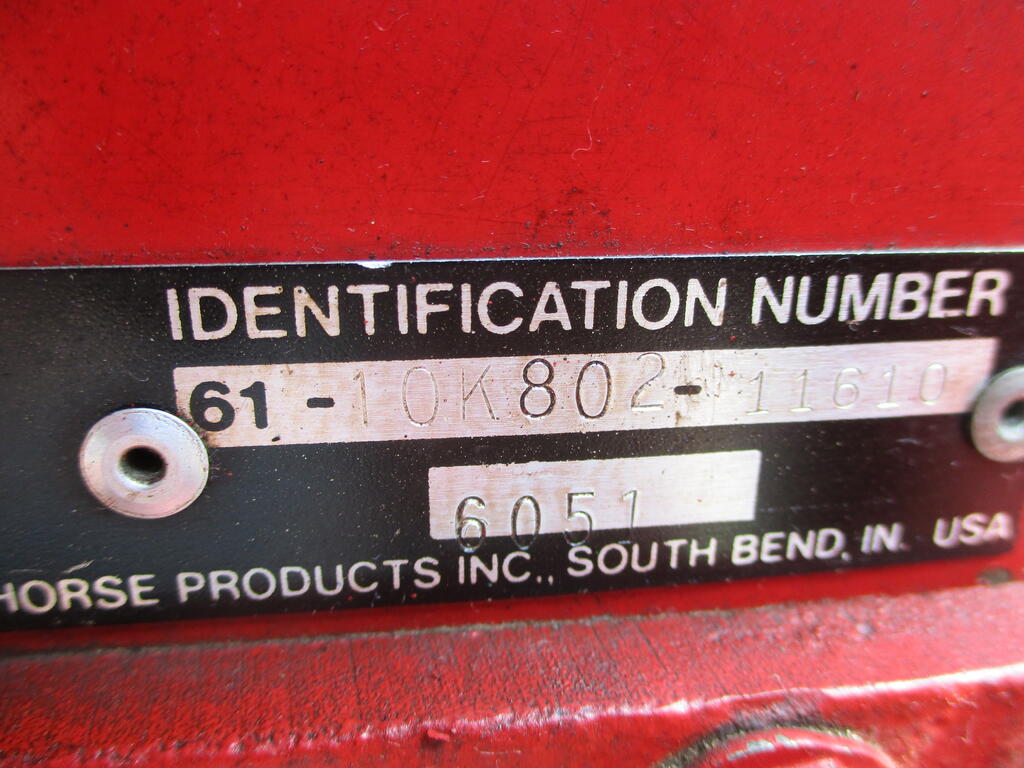 IDENTIFICATION NUMBER
61-10K802-11610
6051
HORSE PRODUCTS INC., SOUTH BEND, IN. USA